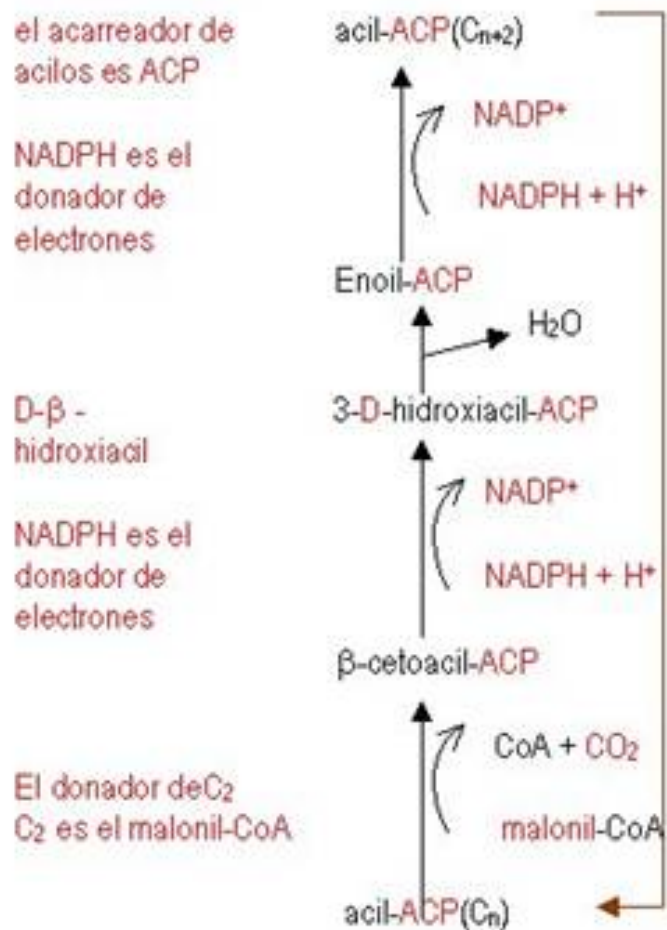 el acarreador de
acilos es ACP
acil-ACP(Cₙ₊₂)
NADP⁺
NADPH es el
donador de
electrones
NADPH + H⁺
Enoil-ACP
H₂O
D-β -
hidroxiacil
3-D-hidroxiacil-ACP
NADP⁺
NADPH es el
donador de
electrones
NADPH + H⁺
β-cetoacil-ACP
CoA + CO₂
El donador deC₂
C₂ es el malonil-CoA
malonil-CoA
acil-ACP(Cₙ)